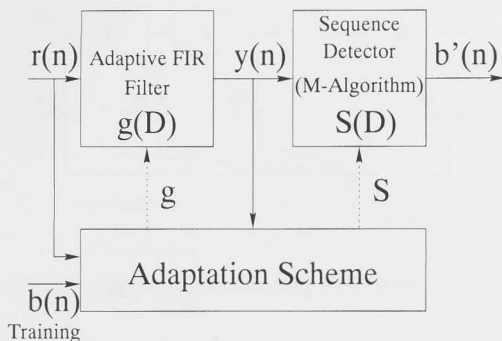 r(n)
Adaptive FIR
Filter
g(D)
y(n)
Sequence
Detector
(M-Algorithm)
S(D)
b'(n)
g
S
Adaptation Scheme
b(n)
Training